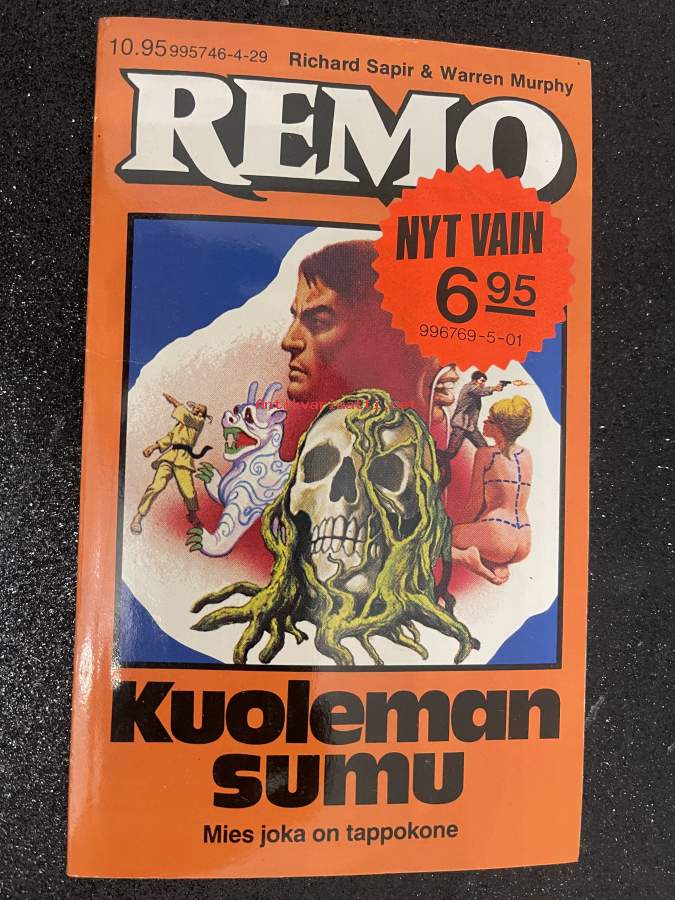 10.95 995746-4-29
Richard Sapir & Warren Murphy
REMO
NYT VAIN
6 95
996769-5-01
Kuoleman
sumu
Mies joka on tappokone